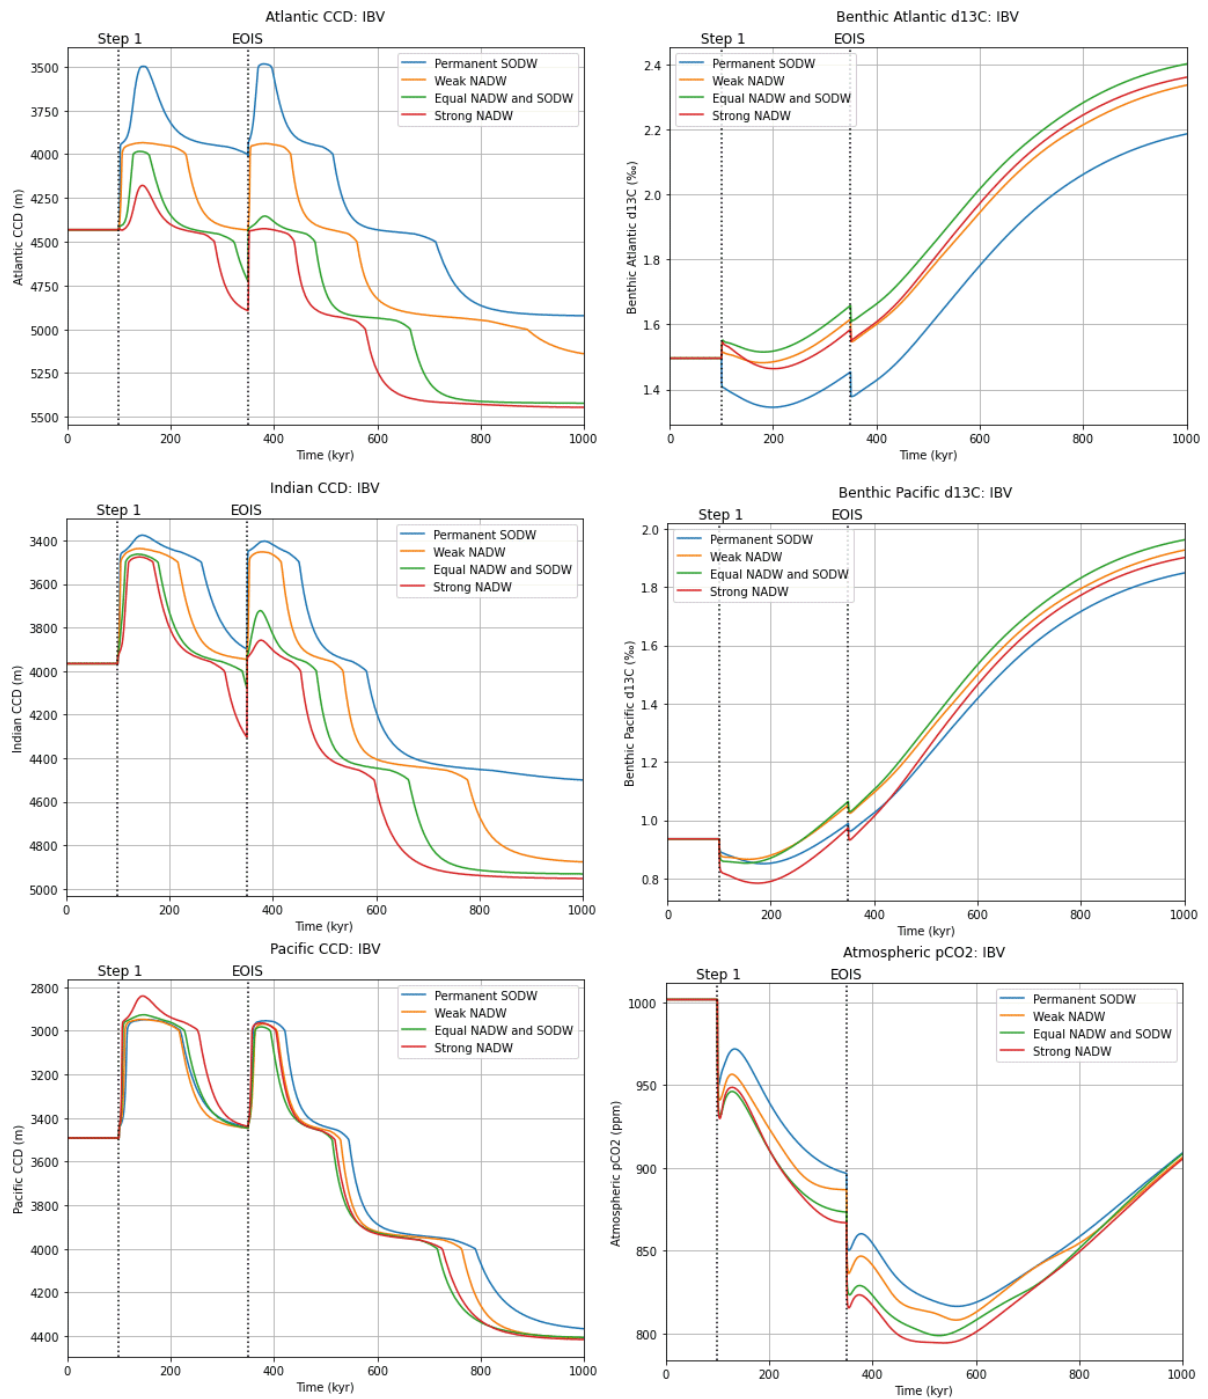 Atlantic CCD: IBV
Step 1
EOIS
Permanent SODW
Weak NADW
Equal NADW and SODW
Strong NADW
3500
3750
4000
4250
4500
4750
5000
5250
5500
Atlantic CCD (m)
0
200
400
600
800
1000
Time (kyr)
Benthic Atlantic d13C: IBV
Step 1
EOIS
Permanent SODW
Weak NADW
Equal NADW and SODW
Strong NADW
2.4
2.2
2.0
1.8
1.6
1.4
Benthic Atlantic d13C (‰)
0
200
400
600
800
1000
Time (kyr)
Indian CCD: IBV
Step 1
EOIS
Permanent SODW
Weak NADW
Equal NADW and SODW
Strong NADW
3400
3600
3800
4000
4200
4400
4600
4800
5000
Indian CCD (m)
0
200
400
600
800
1000
Time (kyr)
Benthic Pacific d13C: IBV
Step 1
EOIS
Permanent SODW
Weak NADW
Equal NADW and SODW
Strong NADW
2.0
1.8
1.6
1.4
1.2
1.0
0.8
Benthic Pacific d13C (‰)
0
200
400
600
800
1000
Time (kyr)
Pacific CCD: IBV
Step 1
EOIS
Permanent SODW
Weak NADW
Equal NADW and SODW
Strong NADW
2800
3000
3200
3400
3600
3800
4000
4200
4400
Pacific CCD (m)
0
200
400
600
800
1000
Time (kyr)
Atmospheric pCO2: IBV
Step 1
EOIS
Permanent SODW
Weak NADW
Equal NADW and SODW
Strong NADW
1000
950
900
850
800
Atmospheric pCO2 (ppm)
0
200
400
600
800
1000
Time (kyr)